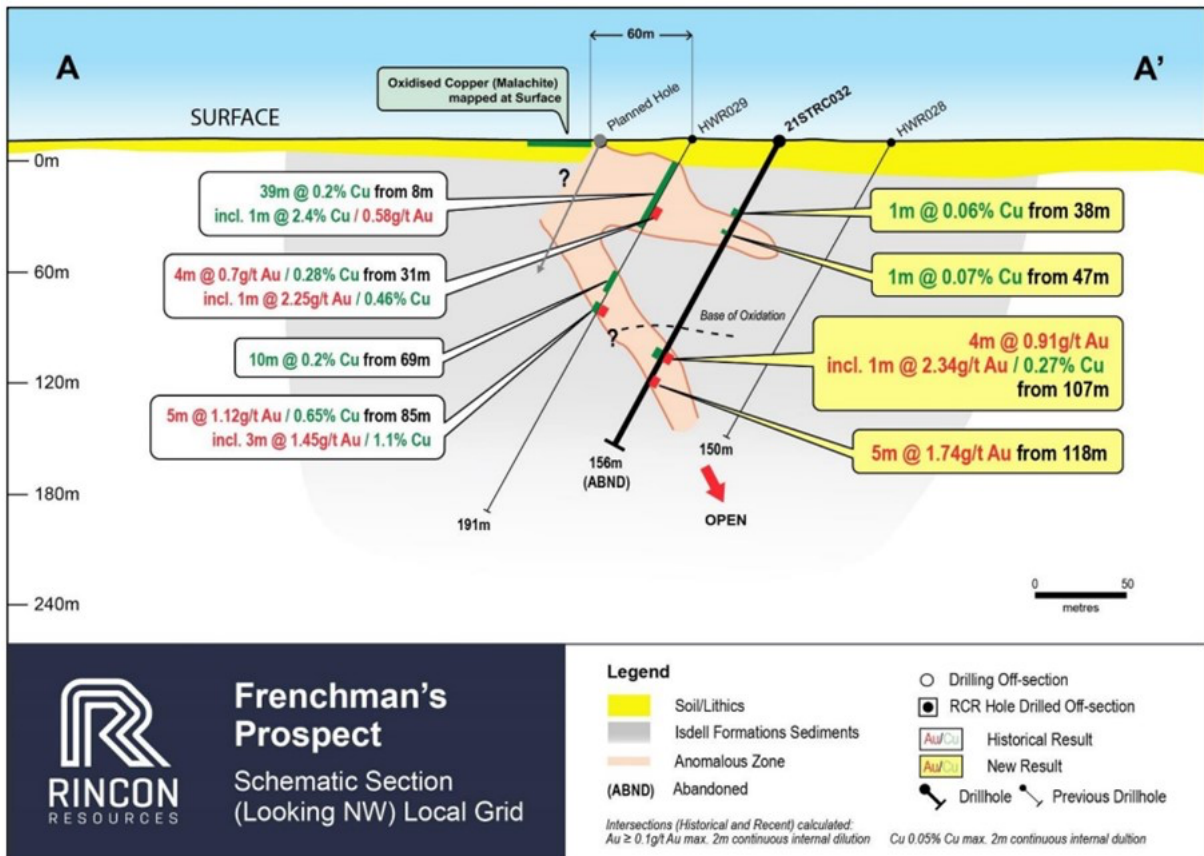 60m
A
A'
Oxidised Copper (Malachite)
mapped at Surface
Planned Hole
HWR029
21STRC032
HWR028
SURFACE
0m
60m
120m
180m
240m
?
39m @ 0.2% Cu from 8m
incl. 1m @ 2.4% Cu / 0.58g/t Au
4m @ 0.7g/t Au / 0.28% Cu from 31m
incl. 1m @ 2.25g/t Au / 0.46% Cu
10m @ 0.2% Cu from 69m
5m @ 1.12g/t Au / 0.65% Cu from 85m
incl. 3m @ 1.45g/t Au / 1.1% Cu
1m @ 0.06% Cu from 38m
1m @ 0.07% Cu from 47m
Base of Oxidation
?
4m @ 0.91g/t Au
incl. 1m @ 2.34g/t Au / 0.27% Cu
from 107m
5m @ 1.74g/t Au from 118m
150m
156m
(ABND)
191m
OPEN
0 50
metres
RINCON
RESOURCES
Frenchman's
Prospect
Schematic Section
(Looking NW) Local Grid
Legend
Soil/Lithics
Isdell Formations Sediments
Anomalous Zone
(ABND) Abandoned
Drilling Off-section
RCR Hole Drilled Off-section
Au/Cu Historical Result
Au/Cu New Result
Drillhole Previous Drillhole
Intersections (Historical and Recent) calculated:
Au ≥ 0.1g/t Au max. 2m continuous internal dilution Cu 0.05% Cu max. 2m continuous internal dultion